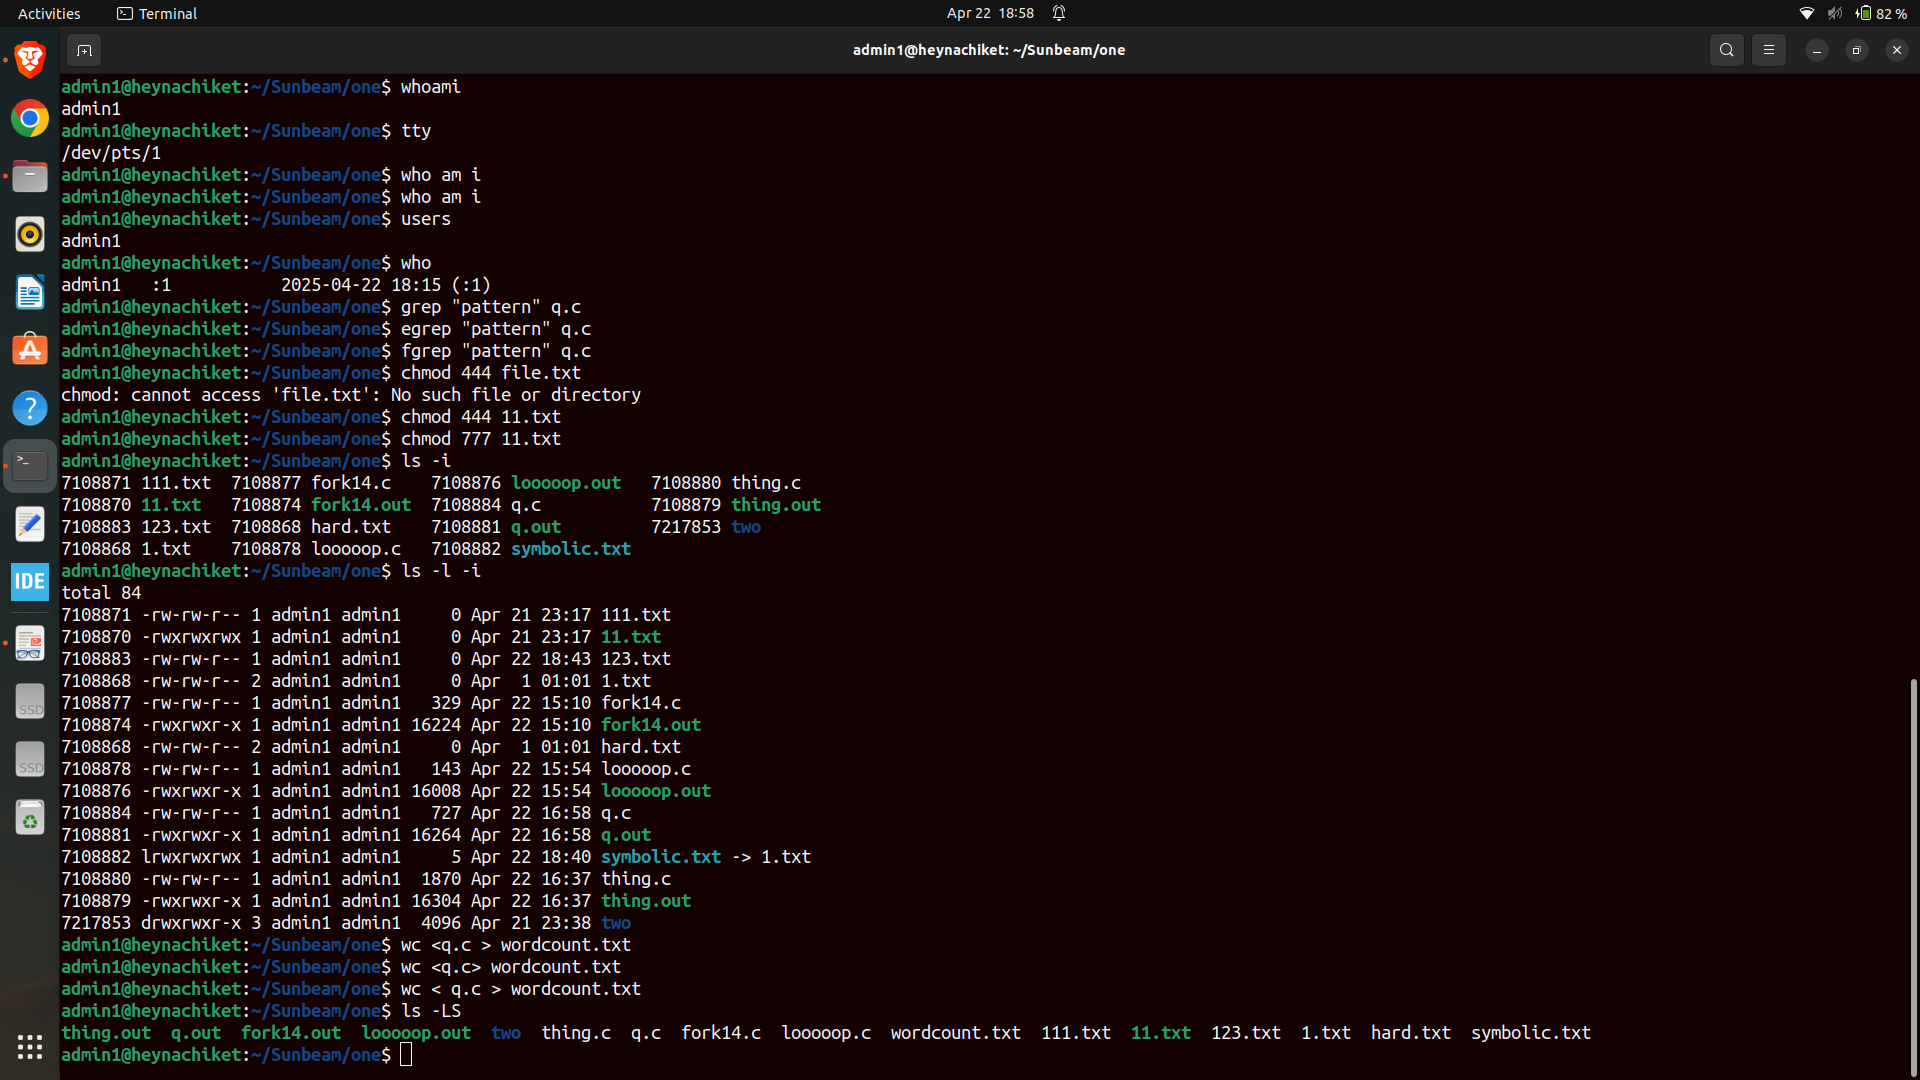 Activities Terminal Apr 22 18:58 82 %
admin1@heynachiket: ~/Sunbeam/one
admin1@heynachiket:~/Sunbeam/one$ whoami
admin1
admin1@heynachiket:~/Sunbeam/one$ tty
/dev/pts/1
admin1@heynachiket:~/Sunbeam/one$ who am i
admin1@heynachiket:~/Sunbeam/one$ who am i
admin1@heynachiket:~/Sunbeam/one$ users
admin1
admin1@heynachiket:~/Sunbeam/one$ who
admin1   :1           2025-04-22 18:15 (:1)
admin1@heynachiket:~/Sunbeam/one$ grep "pattern" q.c
admin1@heynachiket:~/Sunbeam/one$ egrep "pattern" q.c
admin1@heynachiket:~/Sunbeam/one$ fgrep "pattern" q.c
admin1@heynachiket:~/Sunbeam/one$ chmod 444 file.txt
chmod: cannot access 'file.txt': No such file or directory
admin1@heynachiket:~/Sunbeam/one$ chmod 444 11.txt
admin1@heynachiket:~/Sunbeam/one$ chmod 777 11.txt
admin1@heynachiket:~/Sunbeam/one$ ls -i
7108871 111.txt  7108877 fork14.c    7108876 looooop.out   7108880 thing.c
7108870 11.txt   7108874 fork14.out  7108884 q.c           7108879 thing.out
7108883 123.txt  7108868 hard.txt    7108881 q.out         7217853 two
7108868 1.txt    7108878 looooop.c   7108882 symbolic.txt
admin1@heynachiket:~/Sunbeam/one$ ls -l -i
total 84
7108871 -rw-rw-r-- 1 admin1 admin1     0 Apr 21 23:17 111.txt
7108870 -rwxrwxrwx 1 admin1 admin1     0 Apr 21 23:17 11.txt
7108883 -rw-rw-r-- 1 admin1 admin1     0 Apr 22 18:43 123.txt
7108868 -rw-rw-r-- 2 admin1 admin1     0 Apr  1 01:01 1.txt
7108877 -rw-rw-r-- 1 admin1 admin1   329 Apr 22 15:10 fork14.c
7108874 -rwxrwxr-x 1 admin1 admin1 16224 Apr 22 15:10 fork14.out
7108868 -rw-rw-r-- 2 admin1 admin1     0 Apr  1 01:01 hard.txt
7108878 -rw-rw-r-- 1 admin1 admin1   143 Apr 22 15:54 looooop.c
7108876 -rwxrwxr-x 1 admin1 admin1 16008 Apr 22 15:54 looooop.out
7108884 -rw-rw-r-- 1 admin1 admin1   727 Apr 22 16:58 q.c
7108881 -rwxrwxr-x 1 admin1 admin1 16264 Apr 22 16:58 q.out
7108882 lrwxrwxrwx 1 admin1 admin1     5 Apr 22 18:40 symbolic.txt -> 1.txt
7108880 -rw-rw-r-- 1 admin1 admin1  1870 Apr 22 16:37 thing.c
7108879 -rwxrwxr-x 1 admin1 admin1 16304 Apr 22 16:37 thing.out
7217853 drwxrwxr-x 3 admin1 admin1  4096 Apr 21 23:38 two
admin1@heynachiket:~/Sunbeam/one$ wc <q.c > wordcount.txt
admin1@heynachiket:~/Sunbeam/one$ wc <q.c> wordcount.txt
admin1@heynachiket:~/Sunbeam/one$ wc < q.c > wordcount.txt
admin1@heynachiket:~/Sunbeam/one$ ls -LS
thing.out  q.out  fork14.out  looooop.out  two  thing.c  q.c  fork14.c  looooop.c  wordcount.txt  111.txt  11.txt  123.txt  1.txt  hard.txt  symbolic.txt
admin1@heynachiket:~/Sunbeam/one$
IDE
SSD
SSD